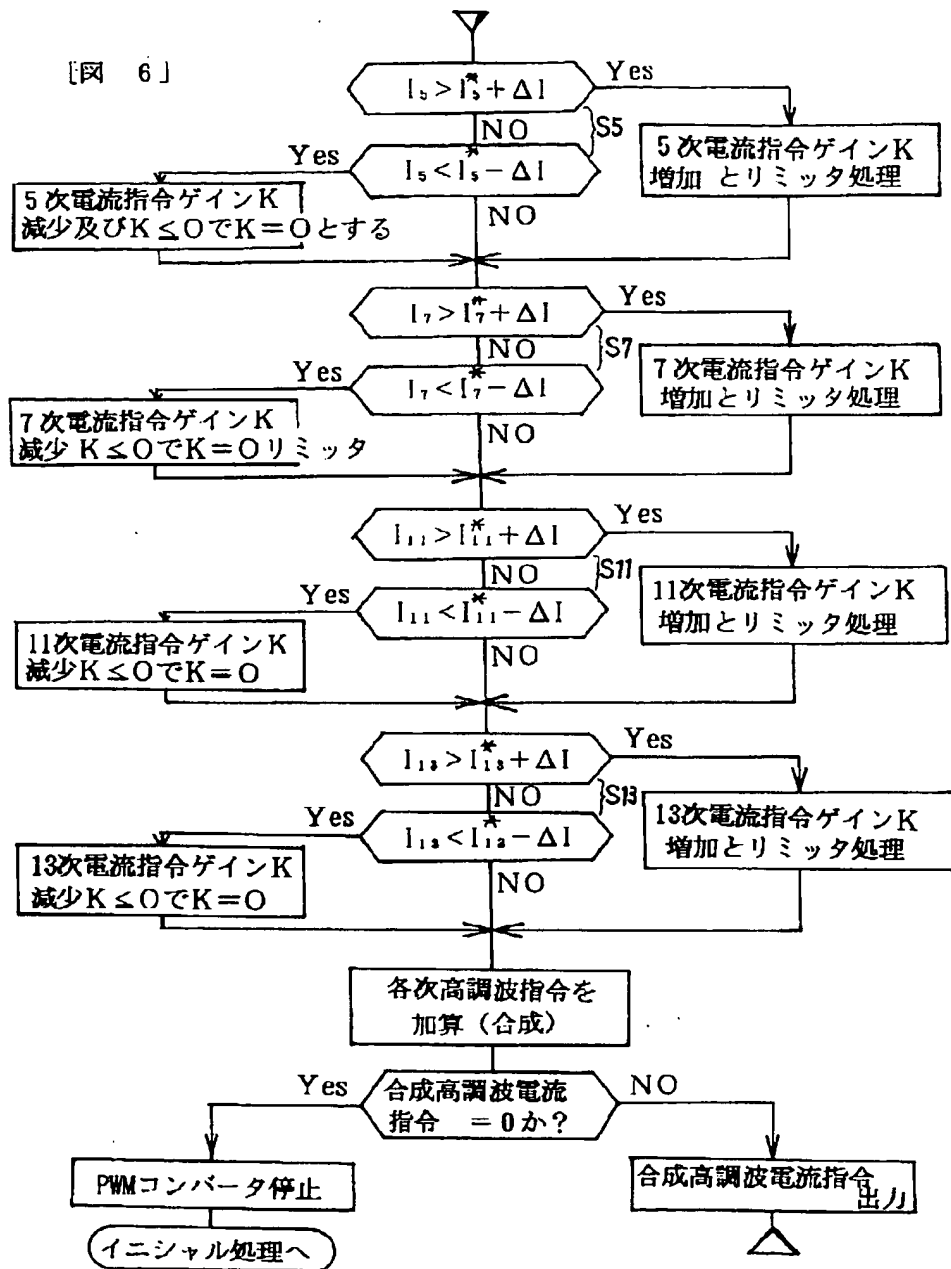 [図 6]
I₅>I₅*+ΔI
Yes
NO
S5
5次電流指令ゲインK
増加 とリミッタ処理
Yes
I₅<I₅*−ΔI
5次電流指令ゲインK
減少及びK≦0でK=0とする
NO
I₇>I₇*+ΔI
Yes
NO
S7
7次電流指令ゲインK
増加とリミッタ処理
Yes
I₇<I₇*−ΔI
7次電流指令ゲインK
減少 K≦0でK=0リミッタ
NO
I₁₁>I₁₁*+ΔI
Yes
NO
S11
11次電流指令ゲインK
増加とリミッタ処理
Yes
I₁₁<I₁₁*−ΔI
11次電流指令ゲインK
減少K≦0でK=0
NO
I₁₃>I₁₃*+ΔI
Yes
NO
S13
13次電流指令ゲインK
増加とリミッタ処理
Yes
I₁₃<I₁₃*−ΔI
13次電流指令ゲインK
減少K≦0でK=0
NO
各次高調波指令を
加算(合成)
Yes
合成高調波電流
指令 =0か?
NO
PWMコンバータ停止
イニシャル処理へ
合成高調波電流指令
出力